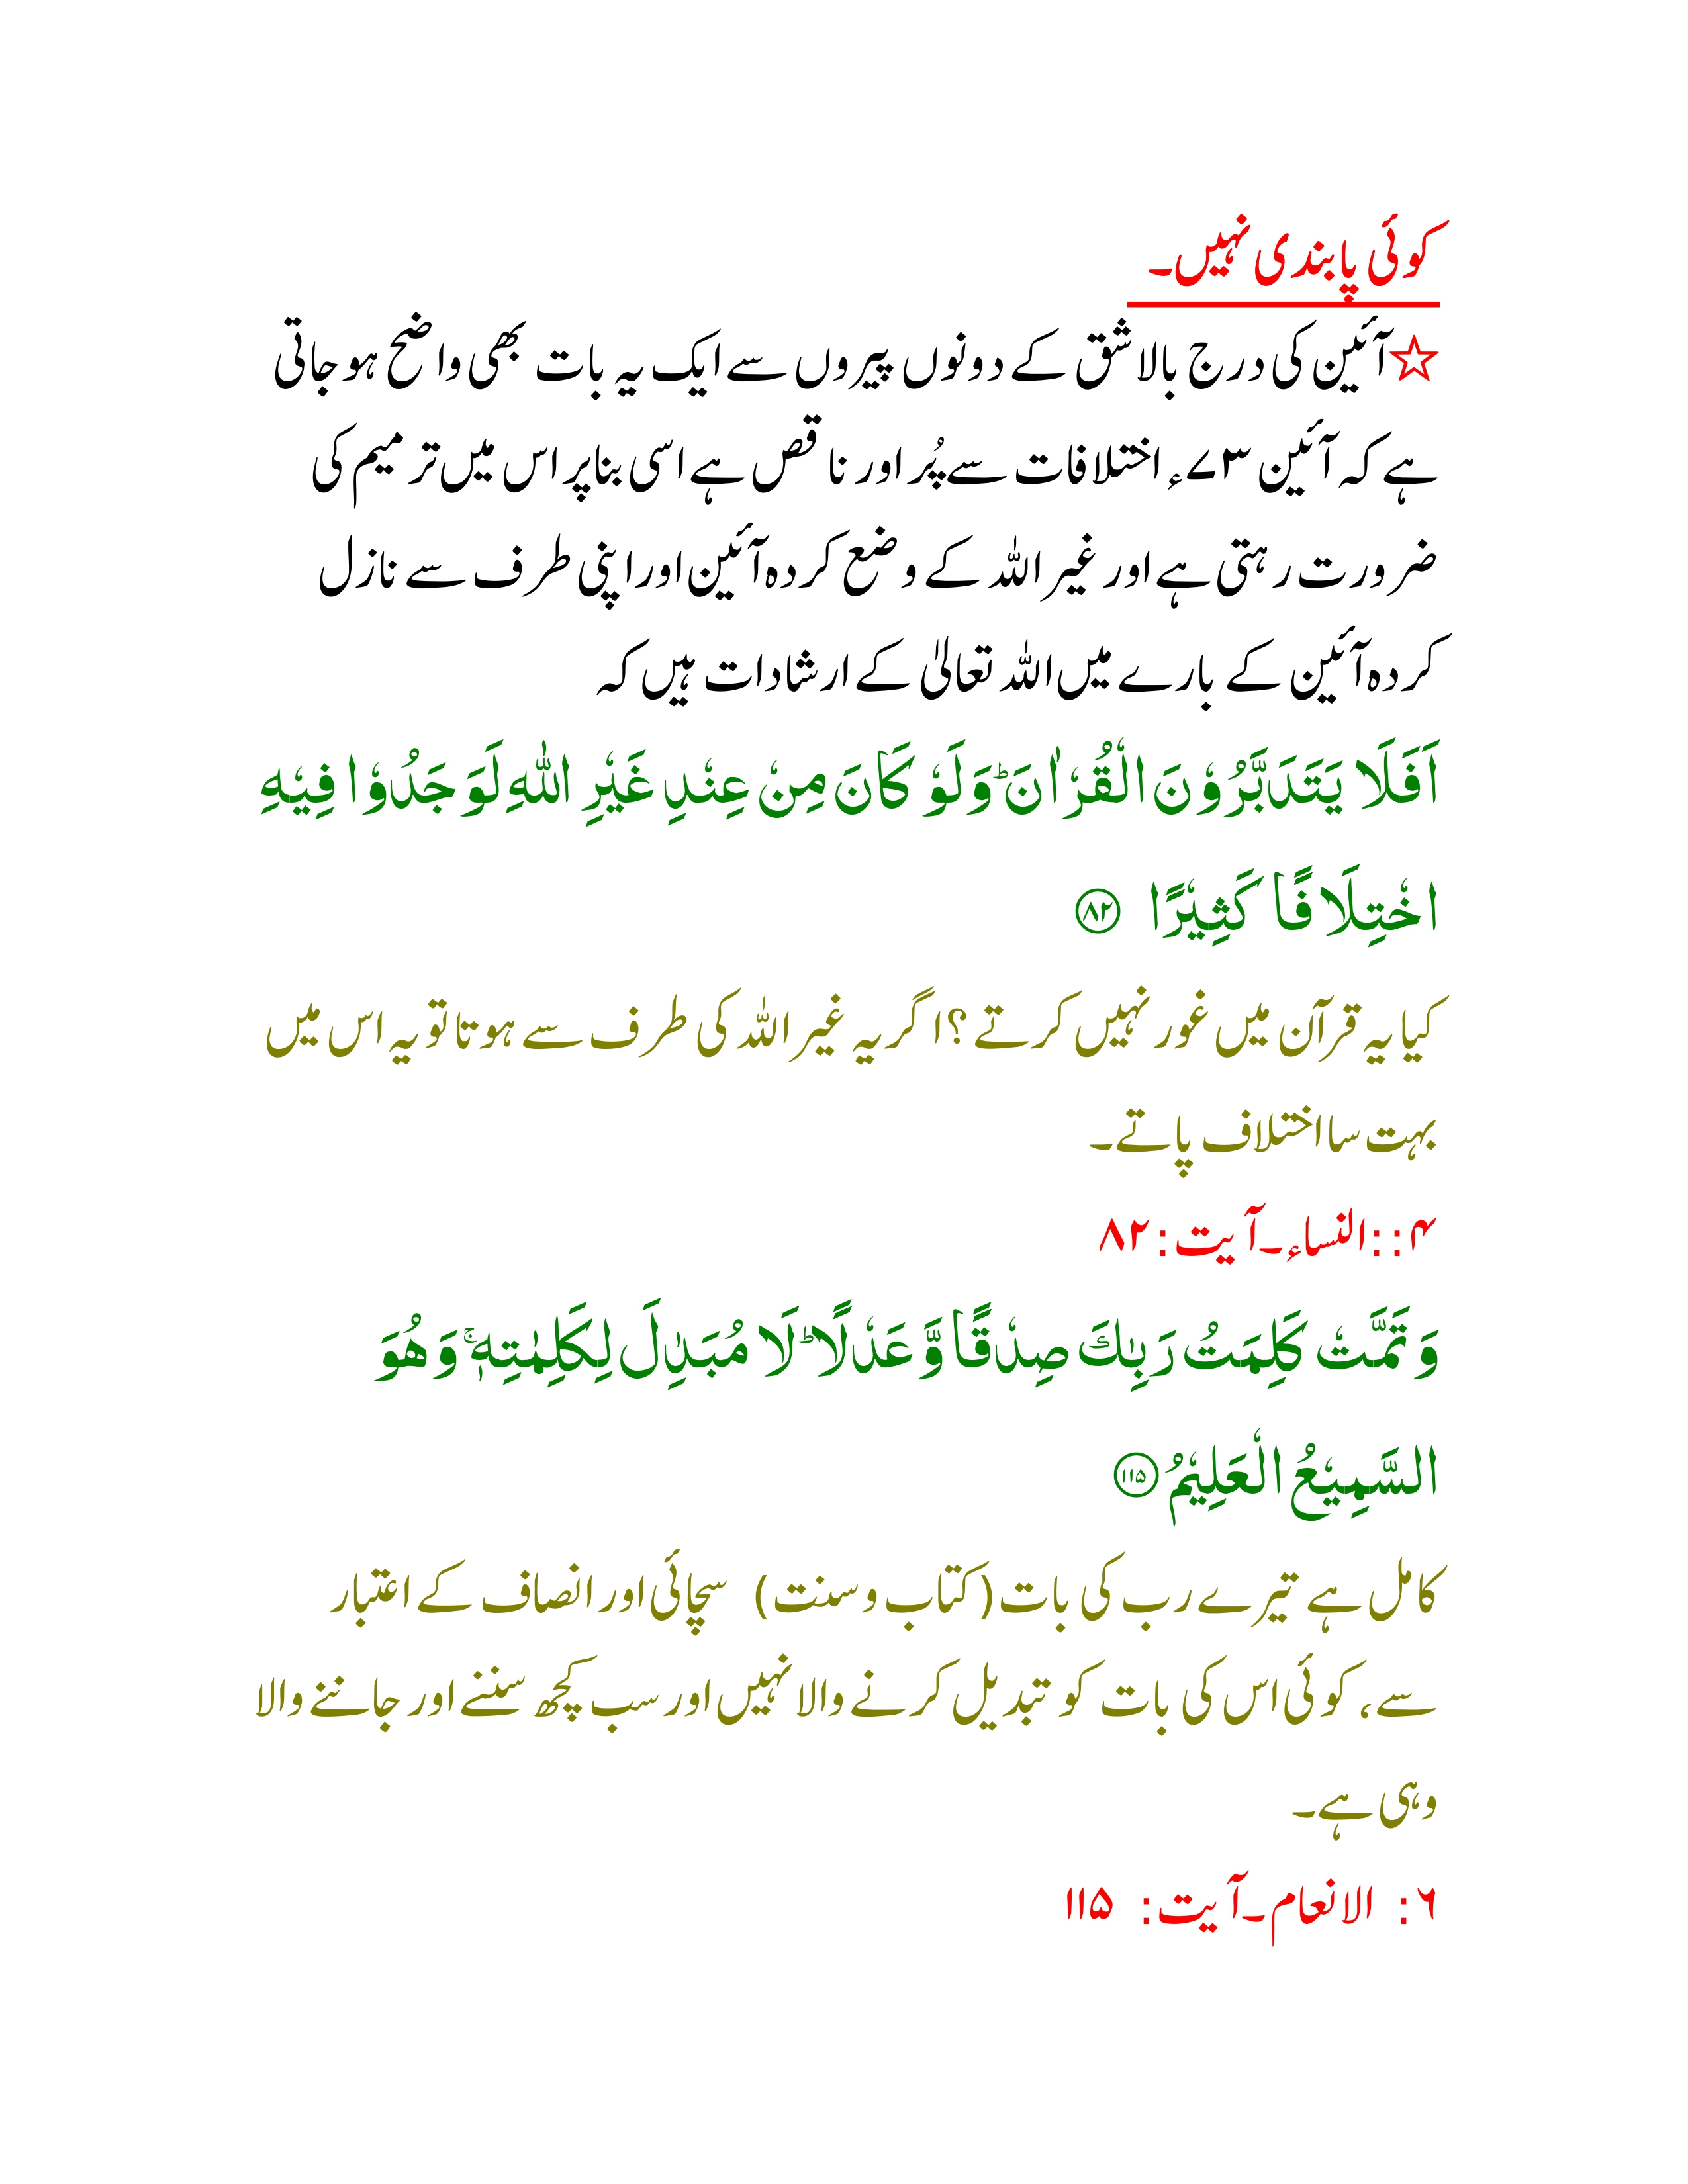 کوئی پابندی نہیں۔
☆آئین کی درج بالا شق کے دونوں پیروں سے ایک یہ بات بھی واضح ہو جاتی
ہے کہ آئین ۷۳ء اختلافات سے پُر اور ناقص ہے اسی بنا پر اس میں ترمیم کی
ضرورت رہتی ہے اور غیر اللہ کے وضع کردہ آئین اور اپنی طرف سے نازل
کردہ آئین کے بارے میں اللہ تعالیٰ کے ارشادات ہیں کہ
اَفَلَا یَتَدَبَّرُوْنَ الْقُرْاٰنَ ؕ وَلَوْ کَانَ مِنْ عِنْدِ غَیْرِ اللّٰهِ لَوَجَدُوْا فِیْهِ
اخْتِلَافًا کَثِیْرًا ﴿۸۲﴾
کیا یہ قرآن میں غور نہیں کرتے؟ اگر یہ غیر اللہ کی طرف سے ہوتا تو یہ اس میں
بہت سا اختلاف پاتے۔
۴::النساء۔آیت:۸۲
وَ تَمَّتْ کَلِمَتُ رَبِّكَ صِدْقًا وَّ عَدْلًا ؕ لَا مُبَدِّلَ لِکَلِمٰتِهٖ ۚ وَهُوَ
السَّمِیْعُ الْعَلِیْمُ ﴿۱۱۵﴾
کامل ہے تیرے رب کی بات (کتاب و سنت) سچائی اور انصاف کے اعتبار
سے، کوئی اس کی بات کو تبدیل کرنے والا نہیں اور سب کچھ سننے اور جاننے والا
وہی ہے۔
۶: الانعام۔آیت: ۱۱۵